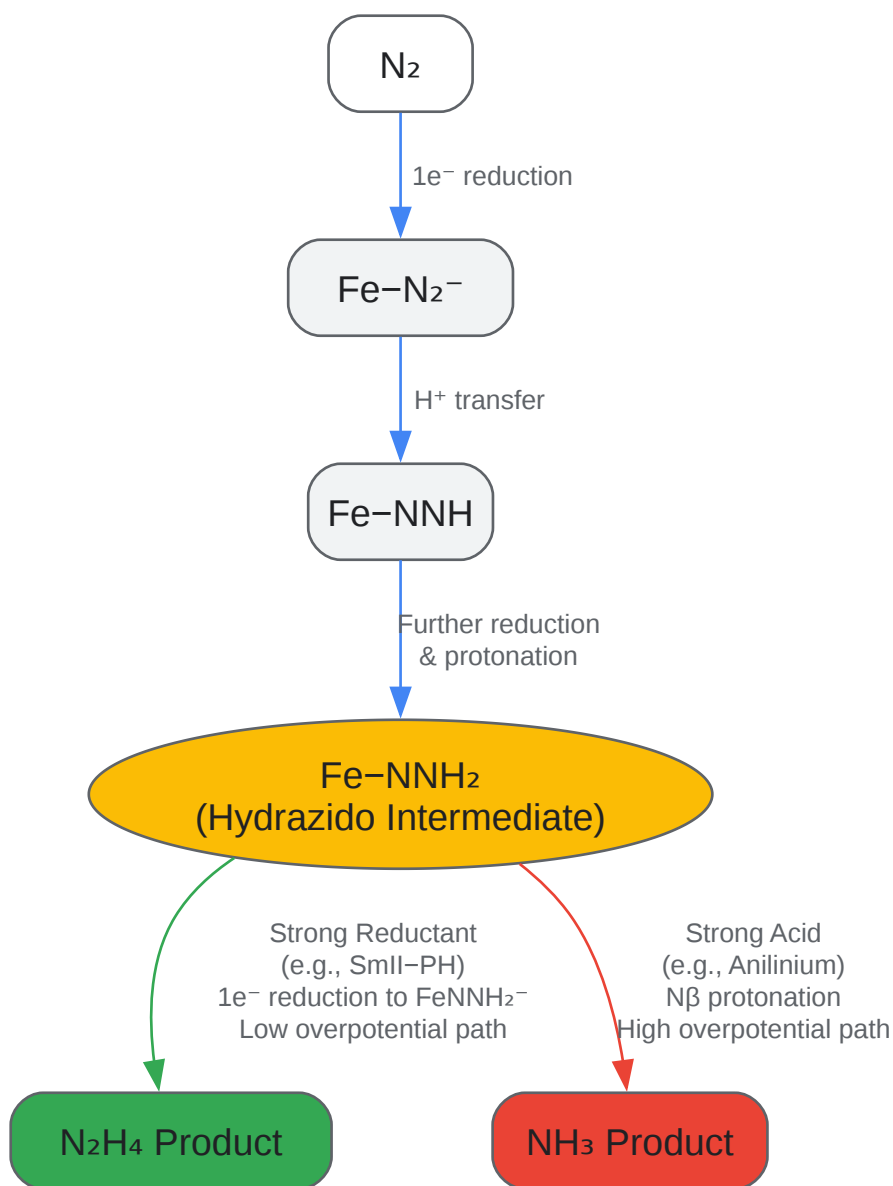 N₂
1e⁻ reduction
Fe−N₂⁻
H⁺ transfer
Fe−NNH
Further reduction
& protonation
Fe−NNH₂
(Hydrazido Intermediate)
Strong Reductant
(e.g., SmII−PH)
1e⁻ reduction to FeNNH₂⁻
Low overpotential path
Strong Acid
(e.g., Anilinium)
Nβ protonation
High overpotential path
N₂H₄ Product
NH₃ Product